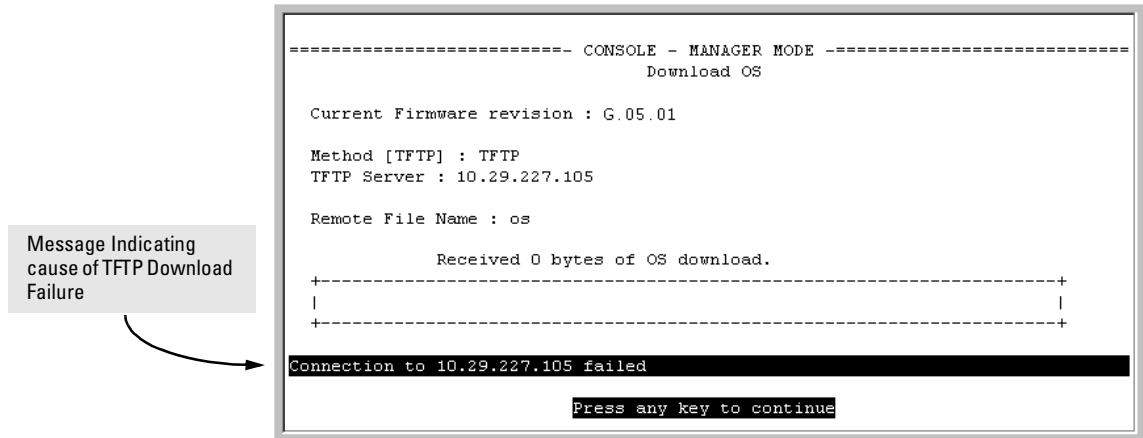 ===========================- CONSOLE - MANAGER MODE -============================
Download OS
Current Firmware revision : G.05.01
Method [TFTP] : TFTP
TFTP Server : 10.29.227.105
Remote File Name : os
Received 0 bytes of OS download.
+----------------------------------------------------------------------+
|                                                                      |
+----------------------------------------------------------------------+
Message Indicating
cause of TFTP Download
Failure
Connection to 10.29.227.105 failed
Press any key to continue